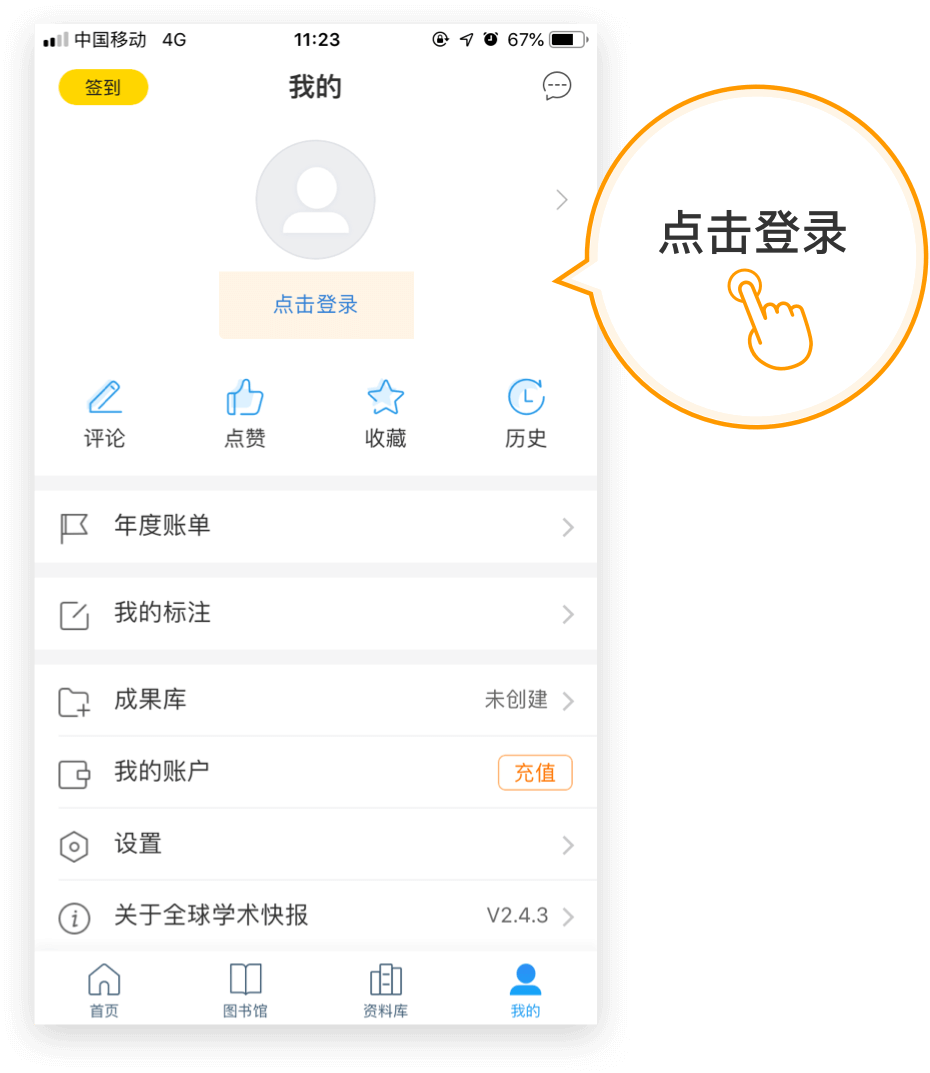 中国移动 4G 11:23 67%
签到 我的
点击登录
点击登录
评论 点赞 收藏 历史
年度账单
我的标注
成果库 未创建
我的账户 充值
设置
关于全球学术快报 V2.4.3
首页 图书馆 资料库 我的